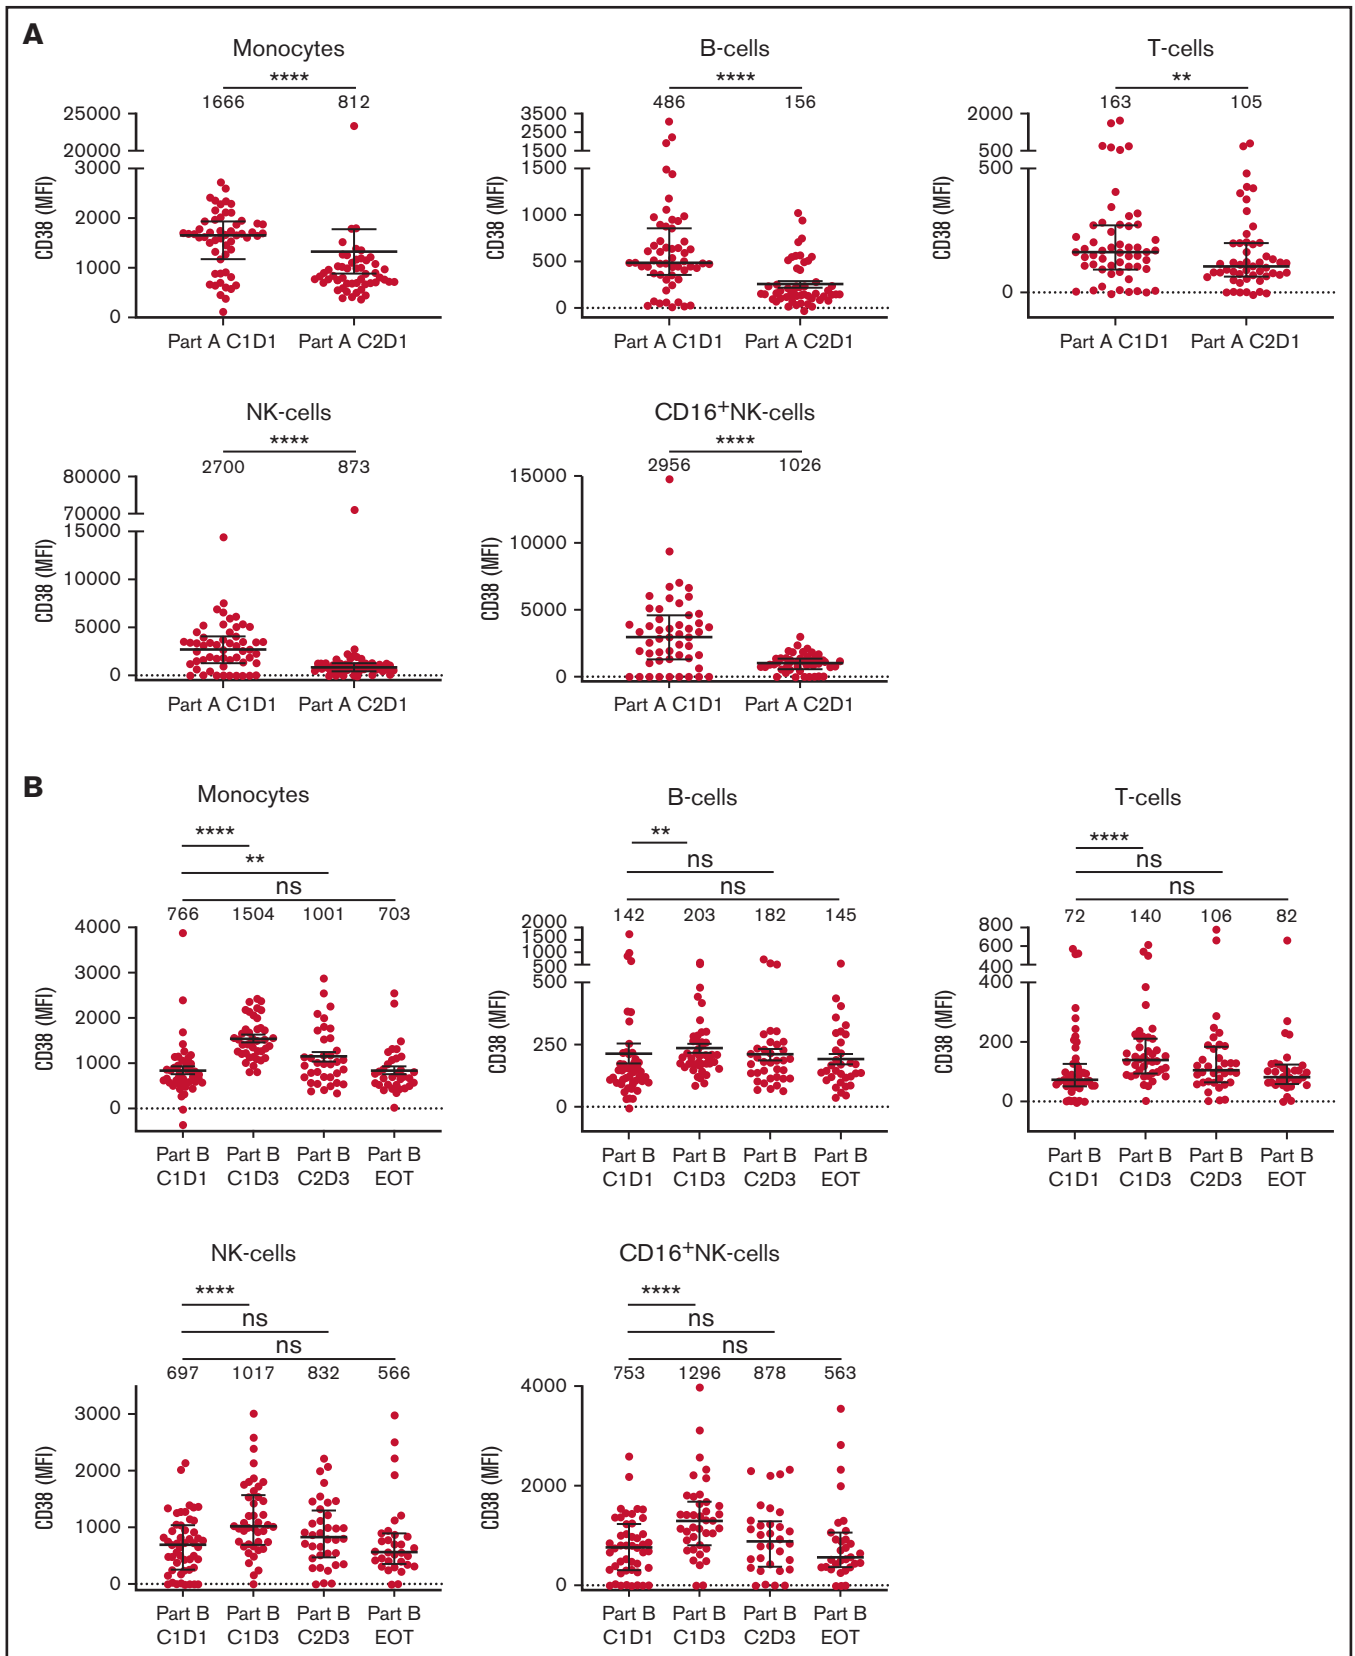 A
Monocytes
****
1666 812
25000
20000
3000
2000
1000
0
CD38 (MFI)
Part A C1D1 Part A C2D1
B-cells
****
486 156
3500
2500
1500
1500
1000
500
0
CD38 (MFI)
Part A C1D1 Part A C2D1
T-cells
**
163 105
2000
500
500
0
CD38 (MFI)
Part A C1D1 Part A C2D1
NK-cells
****
2700 873
80000
70000
15000
10000
5000
0
CD38 (MFI)
Part A C1D1 Part A C2D1
CD16+NK-cells
****
2956 1026
15000
10000
5000
0
CD38 (MFI)
Part A C1D1 Part A C2D1
B
Monocytes
****
**
ns
766 1504 1001 703
4000
3000
2000
1000
0
CD38 (MFI)
Part B Part B Part B Part B
C1D1 C1D3 C2D3 EOT
B-cells
**
ns
ns
142 203 182 145
2000
1500
1000
500
500
250
0
CD38 (MFI)
Part B Part B Part B Part B
C1D1 C1D3 C2D3 EOT
T-cells
****
ns
ns
72 140 106 82
800
600
400
400
200
0
CD38 (MFI)
Part B Part B Part B Part B
C1D1 C1D3 C2D3 EOT
NK-cells
****
ns
ns
697 1017 832 566
3000
2000
1000
0
CD38 (MFI)
Part B Part B Part B Part B
C1D1 C1D3 C2D3 EOT
CD16+NK-cells
****
ns
ns
753 1296 878 563
4000
2000
0
CD38 (MFI)
Part B Part B Part B Part B
C1D1 C1D3 C2D3 EOT